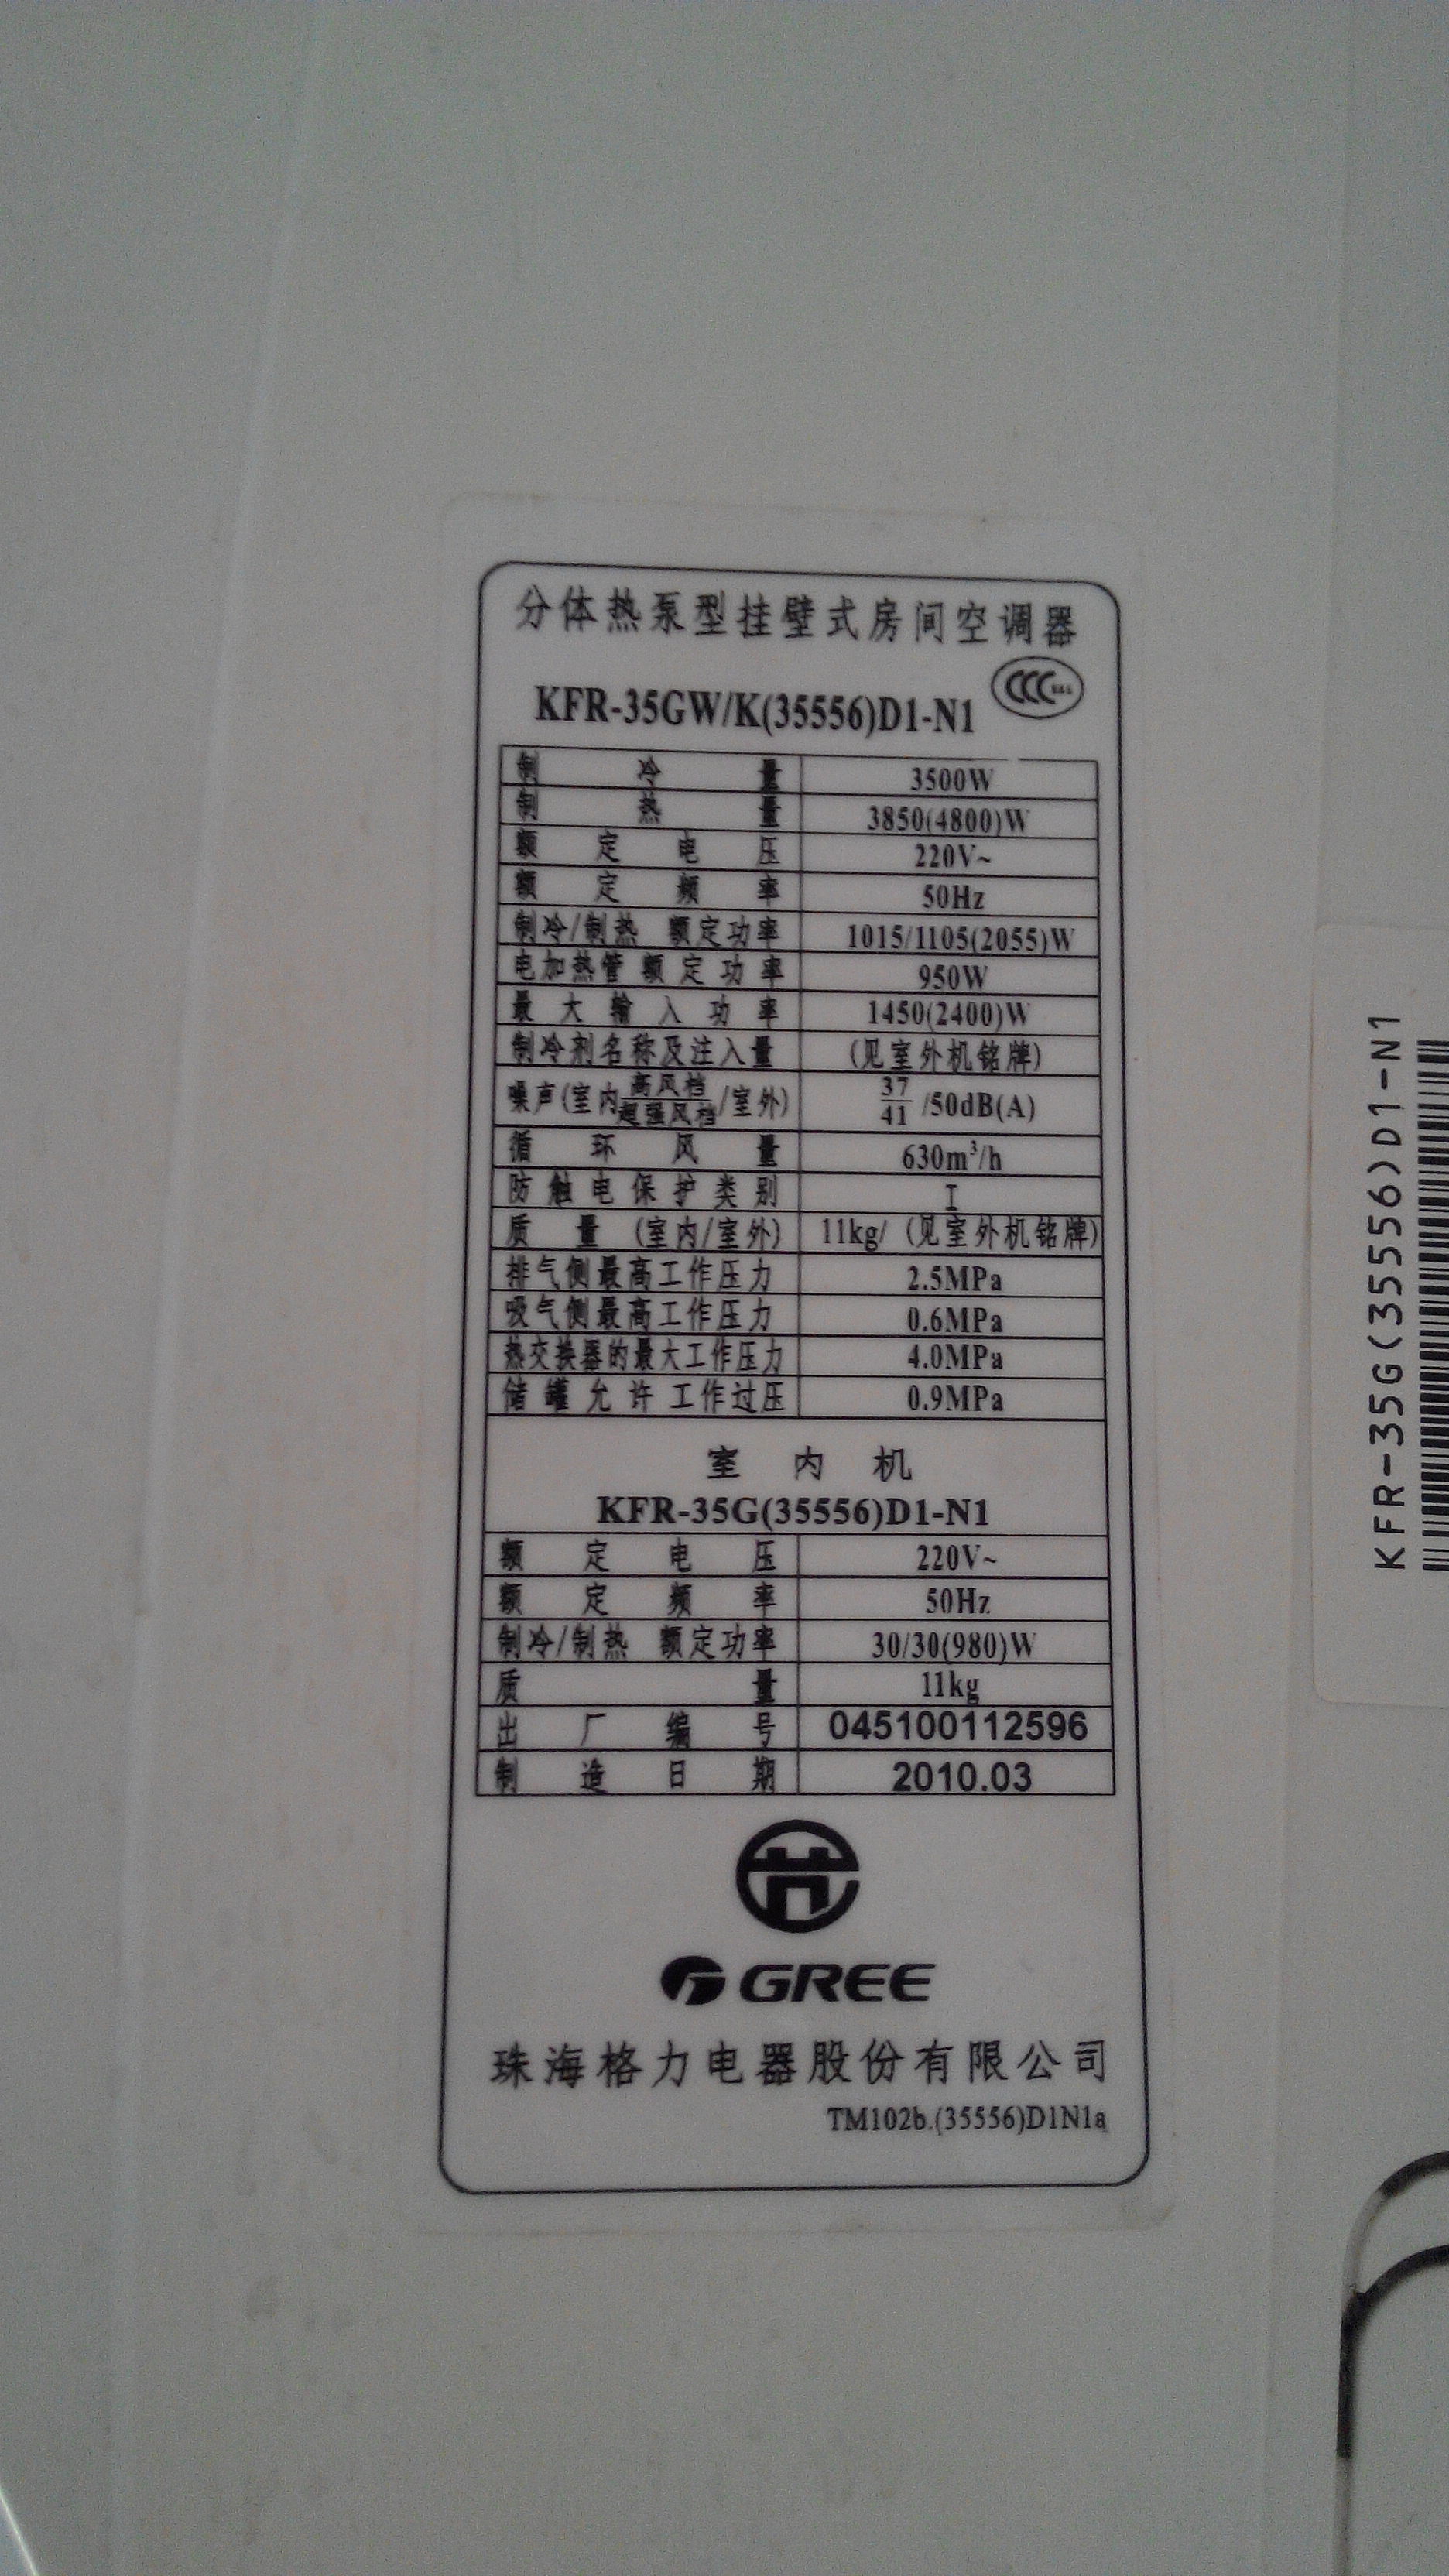 分体热泵型挂壁式房间空调器
KFR-35GW/K(35556)D1-N1
制冷量 3500W
制热量 3850(4800)W
额定电压 220V~
额定频率 50Hz
制冷/制热 额定功率 1015/1105(2055)W
电加热管 额定功率 950W
最大输入功率 1450(2400)W
制冷剂名称及注入量 (见室外机铭牌)
噪声(室内高风档/超强风档/室外) 37/41 /50dB(A)
循环风量 630m³/h
防触电保护类别 I
质量 (室内/室外) 11kg/ (见室外机铭牌)
排气侧最高工作压力 2.5MPa
吸气侧最高工作压力 0.6MPa
热交换器的最大工作压力 4.0MPa
储罐允许工作过压 0.9MPa
室内机
KFR-35G(35556)D1-N1
额定电压 220V~
额定频率 50Hz
制冷/制热 额定功率 30/30(980)W
质量 11kg
出厂编号 045100112596
制造日期 2010.03
GREE
珠海格力电器股份有限公司
TM102b.(35556)D1N1a
KFR-35G(35556)D1-N1